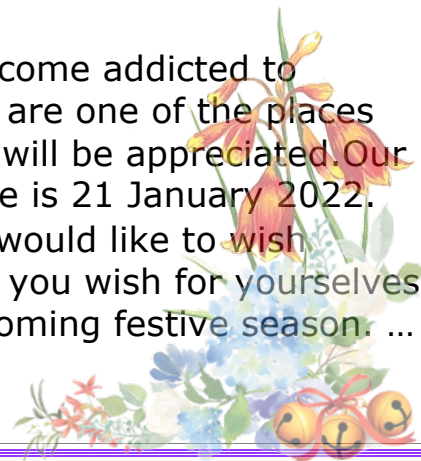 come addicted to
are one of the places
will be appreciated.Our
e is 21 January 2022.
would like to wish
you wish for yourselves
oming festive season. ...